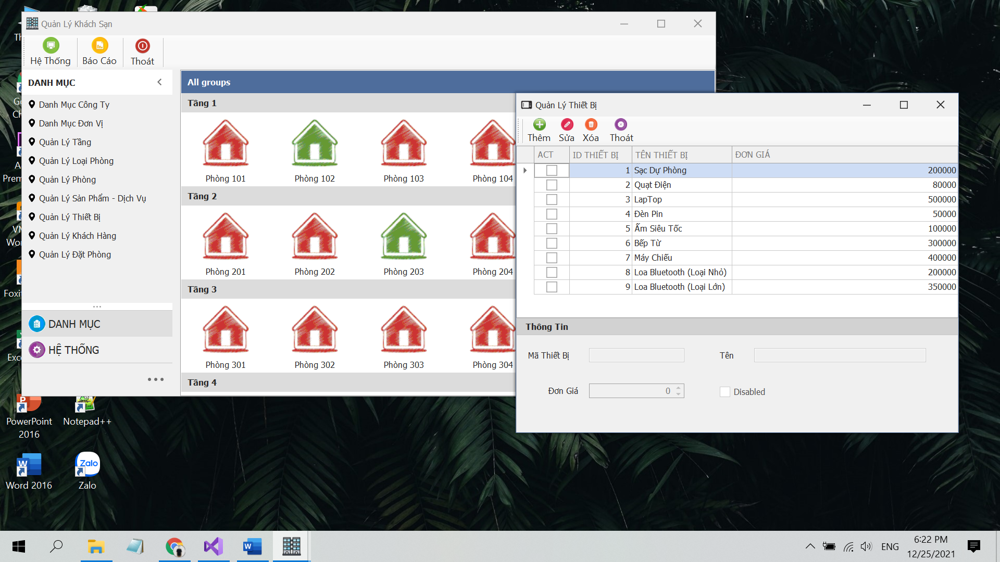 Quản Lý Khách Sạn
Hệ Thống
Báo Cáo
Thoát
DANH MỤC
Danh Mục Công Ty
Danh Mục Đơn Vị
Quản Lý Tầng
Quản Lý Loại Phòng
Quản Lý Phòng
Quản Lý Sản Phẩm - Dịch Vụ
Quản Lý Thiết Bị
Quản Lý Khách Hàng
Quản Lý Đặt Phòng
DANH MỤC
HỆ THỐNG
All groups
Tầng 1
Phòng 101
Phòng 102
Phòng 103
Phòng 104
Tầng 2
Phòng 201
Phòng 202
Phòng 203
Phòng 204
Tầng 3
Phòng 301
Phòng 302
Phòng 303
Phòng 304
Tầng 4
Quản Lý Thiết Bị
Thêm
Sửa
Xóa
Thoát
ACT ID THIẾT BỊ TÊN THIẾT BỊ ĐƠN GIÁ
1 Sạc Dự Phòng 200000
2 Quạt Điện 80000
3 LapTop 500000
4 Đèn Pin 50000
5 Ấm Siêu Tốc 100000
6 Bếp Từ 300000
7 Máy Chiếu 400000
8 Loa Bluetooth (Loại Nhỏ) 200000
9 Loa Bluetooth (Loại Lớn) 350000
Thông Tin
Mã Thiết Bị
Tên
Đơn Giá 0
Disabled
PowerPoint
2016
Notepad++
Word 2016
Zalo
Zalo
ENG
6:22 PM
12/25/2021